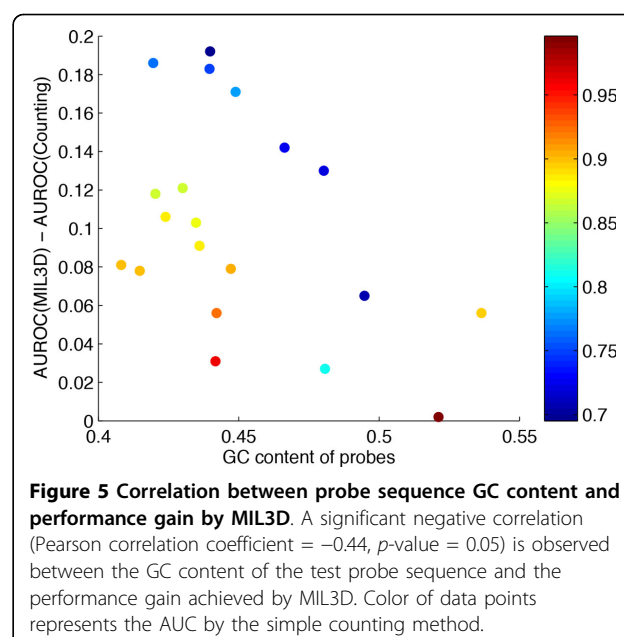 0.2
0.18
0.16
0.14
0.12
0.1
0.08
0.06
0.04
0.02
0
AUROC(MIL3D) − AUROC(Counting)
0.4
0.45
0.5
0.55
GC content of probes
0.95
0.9
0.85
0.8
0.75
0.7
Figure 5 Correlation between probe sequence GC content and
performance gain by MIL3D. A significant negative correlation
(Pearson correlation coefficient = −0.44, p-value = 0.05) is observed
between the GC content of the test probe sequence and the
performance gain achieved by MIL3D. Color of data points
represents the AUC by the simple counting method.